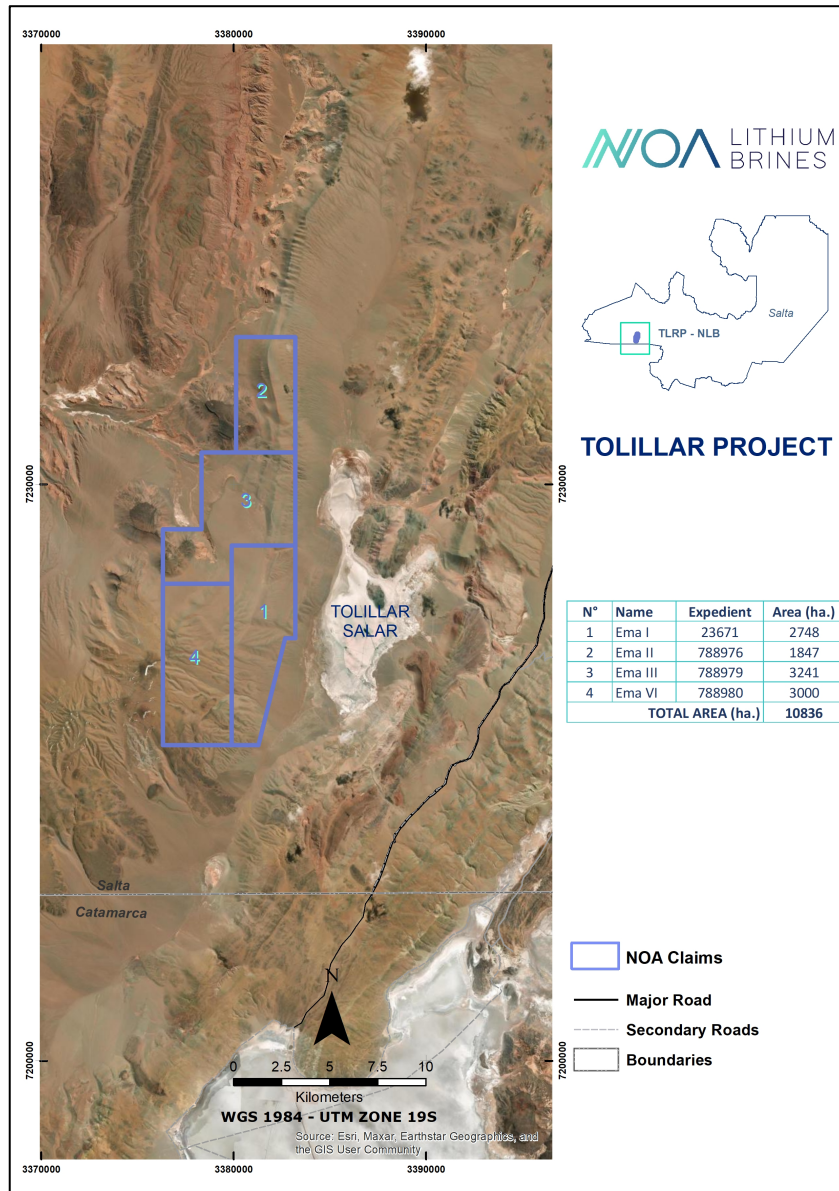 3370000 3380000 3390000
NOA LITHIUM
BRINES
Salta
TLRP - NLB
TOLILLAR PROJECT
2
3
1
4
TOLILLAR
SALAR
7230000 7230000
N° Name Expedient Area (ha.)
1 Ema I 23671 2748
2 Ema II 788976 1847
3 Ema III 788979 3241
4 Ema VI 788980 3000
TOTAL AREA (ha.) 10836
Salta
Catamarca
NOA Claims
Major Road
Secondary Roads
Boundaries
N
7200000 7200000
0 2.5 5 7.5 10
Kilometers
WGS 1984 - UTM ZONE 19S
Source: Esri, Maxar, Earthstar Geographics, and
the GIS User Community
3370000 3380000 3390000